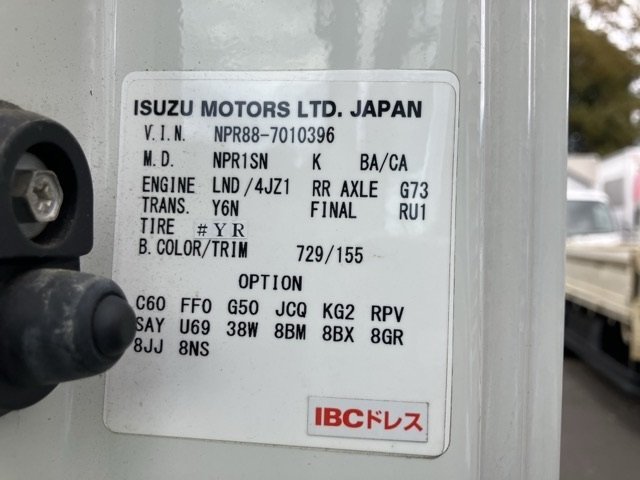 ISUZU MOTORS LTD. JAPAN
V.I.N. NPR88-7010396
M.D. NPR1SN K BA/CA
ENGINE LND/4JZ1 RR AXLE G73
TRANS. Y6N FINAL RU1
TIRE #YR
B.COLOR/TRIM 729/155
OPTION
C60 FF0 G50 JCQ KG2 RPV
SAY U69 38W 8BM 8BX 8GR
8JJ 8NS
IBCドレス